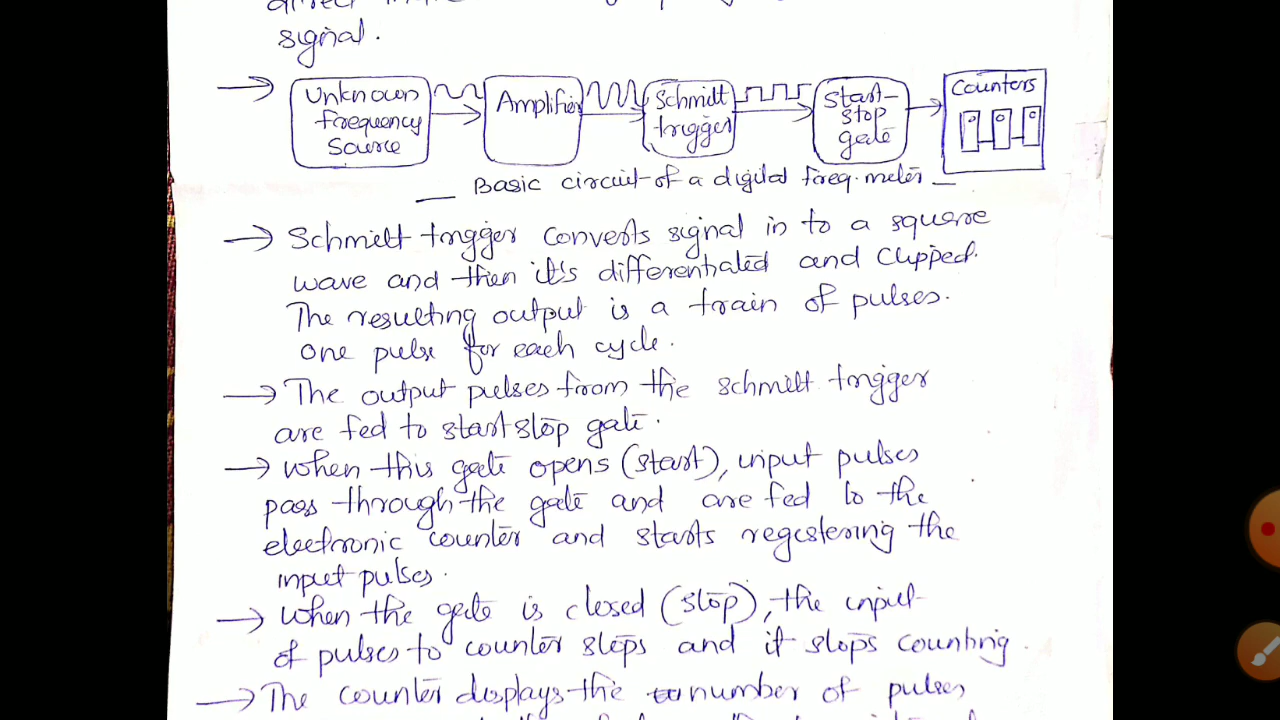 signal.
→ Unknown frequency Source Amplifier Schmitt trigger start-stop gate Counters
Basic circuit of a digital freq. meter
→ Schmitt trigger converts signal in to a square
wave and then it's differentiated and clipped.
The resulting output is a train of pulses.
one pulse for each cycle.
→ The output pulses from the schmitt trigger
are fed to start stop gate.
→ when this gate opens (start), input pulses
pass through the gate and are fed to the
electronic counter and starts registering the
input pulses.
→ when the gate is closed (stop), the input
of pulses to counter stops and it stops counting.
→ The counter displays the number of pulses